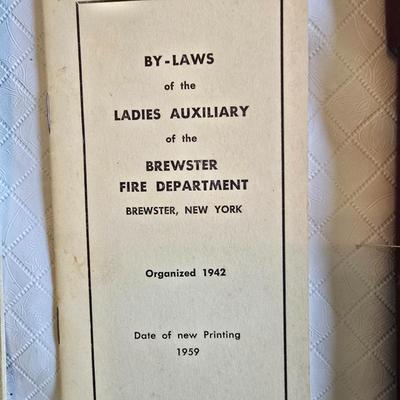 BY-LAWS
of the
LADIES AUXILIARY
of the
BREWSTER
FIRE DEPARTMENT
BREWSTER, NEW YORK
Organized 1942
Date of new Printing
1959